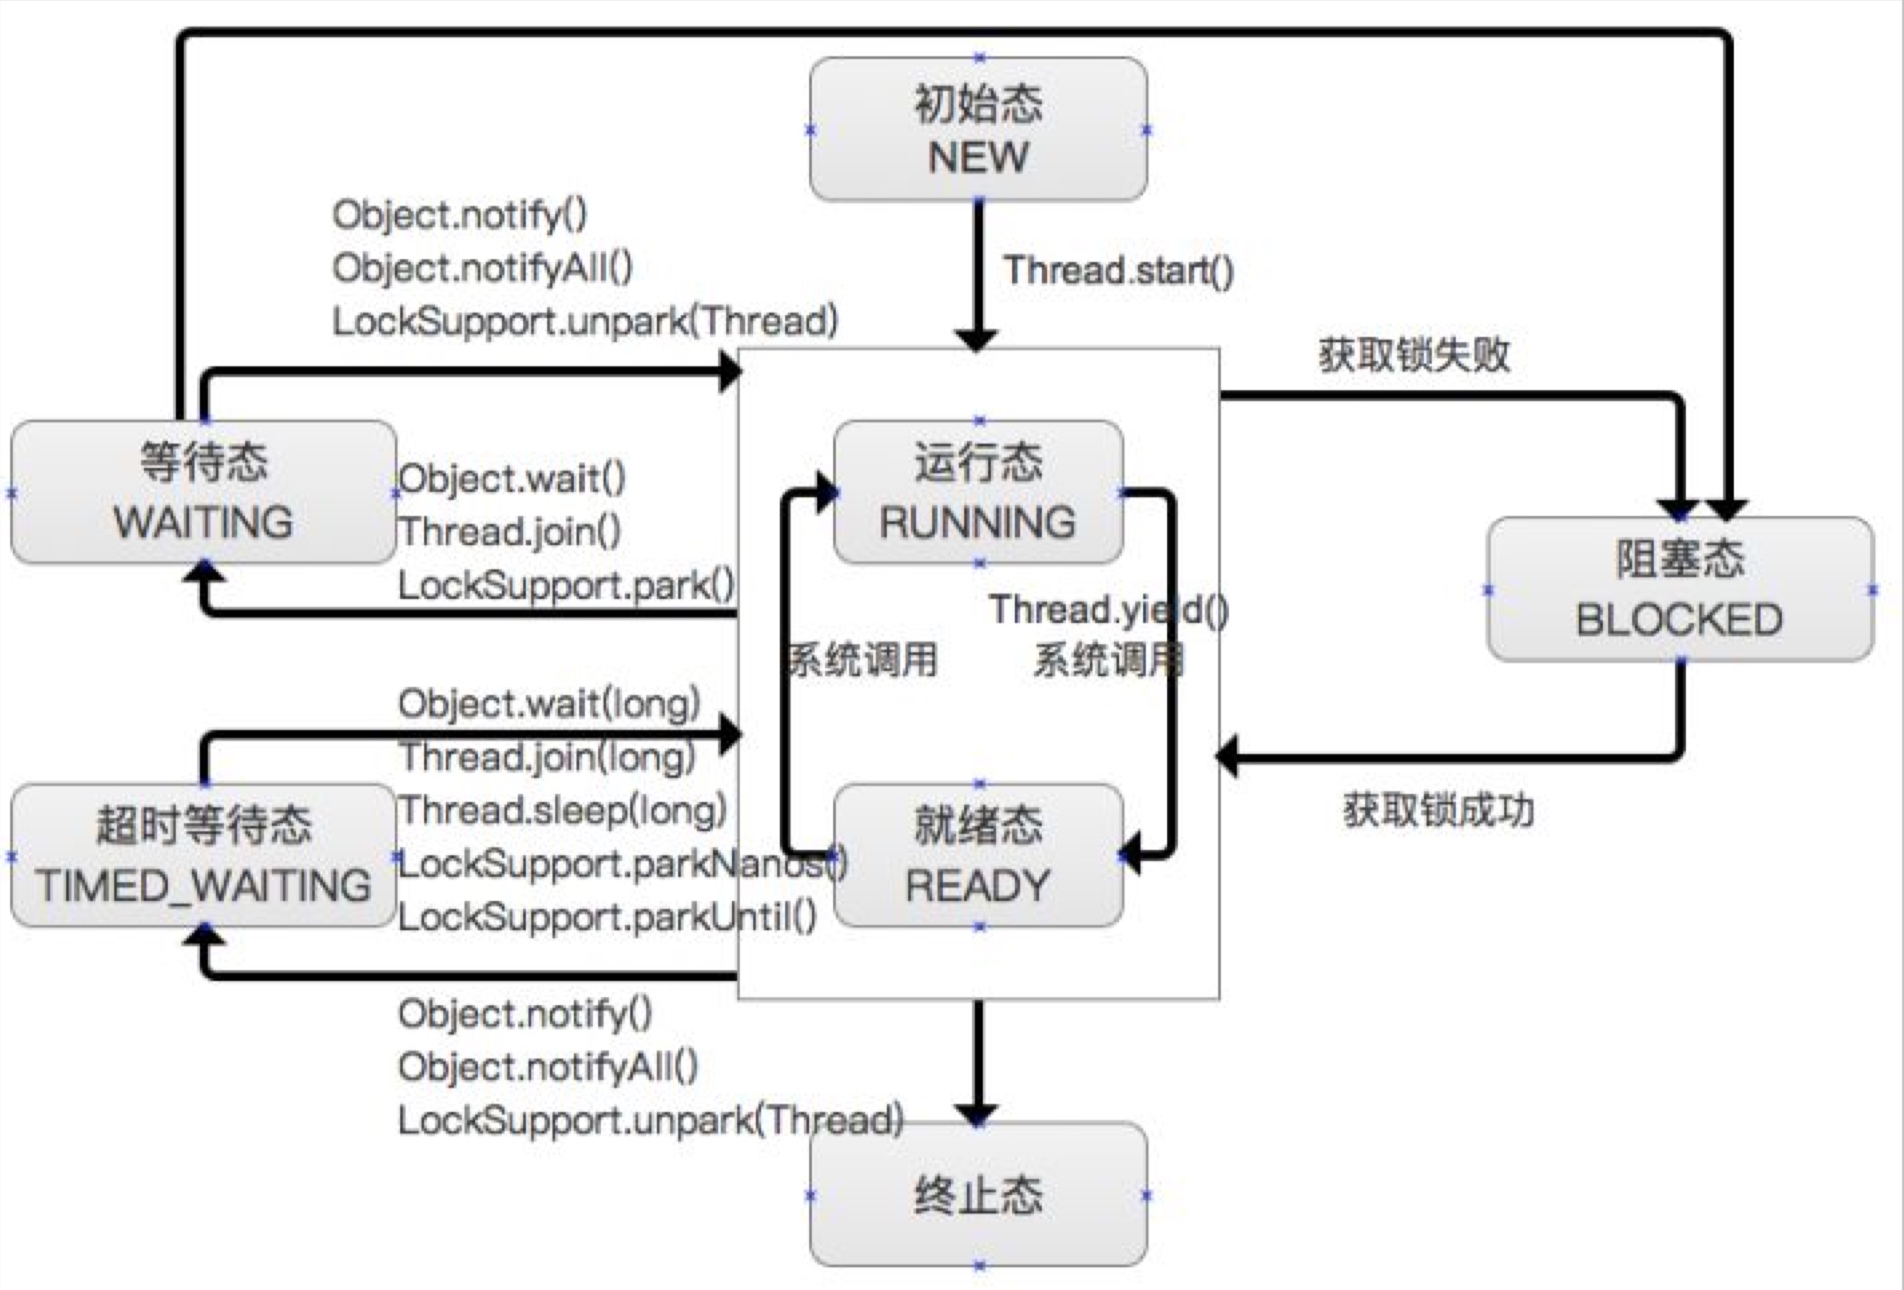 初始态
NEW
Object.notify()
Object.notifyAll()
LockSupport.unpark(Thread)
Thread.start()
获取锁失败
等待态
WAITING
Object.wait()
Thread.join()
LockSupport.park()
运行态
RUNNING
Thread.yield()
系统调用
系统调用
阻塞态
BLOCKED
Object.wait(long)
Thread.join(long)
Thread.sleep(long)
LockSupport.parkNanos()
LockSupport.parkUntil()
超时等待态
TIMED_WAITING
就绪态
READY
获取锁成功
Object.notify()
Object.notifyAll()
LockSupport.unpark(Thread)
终止态